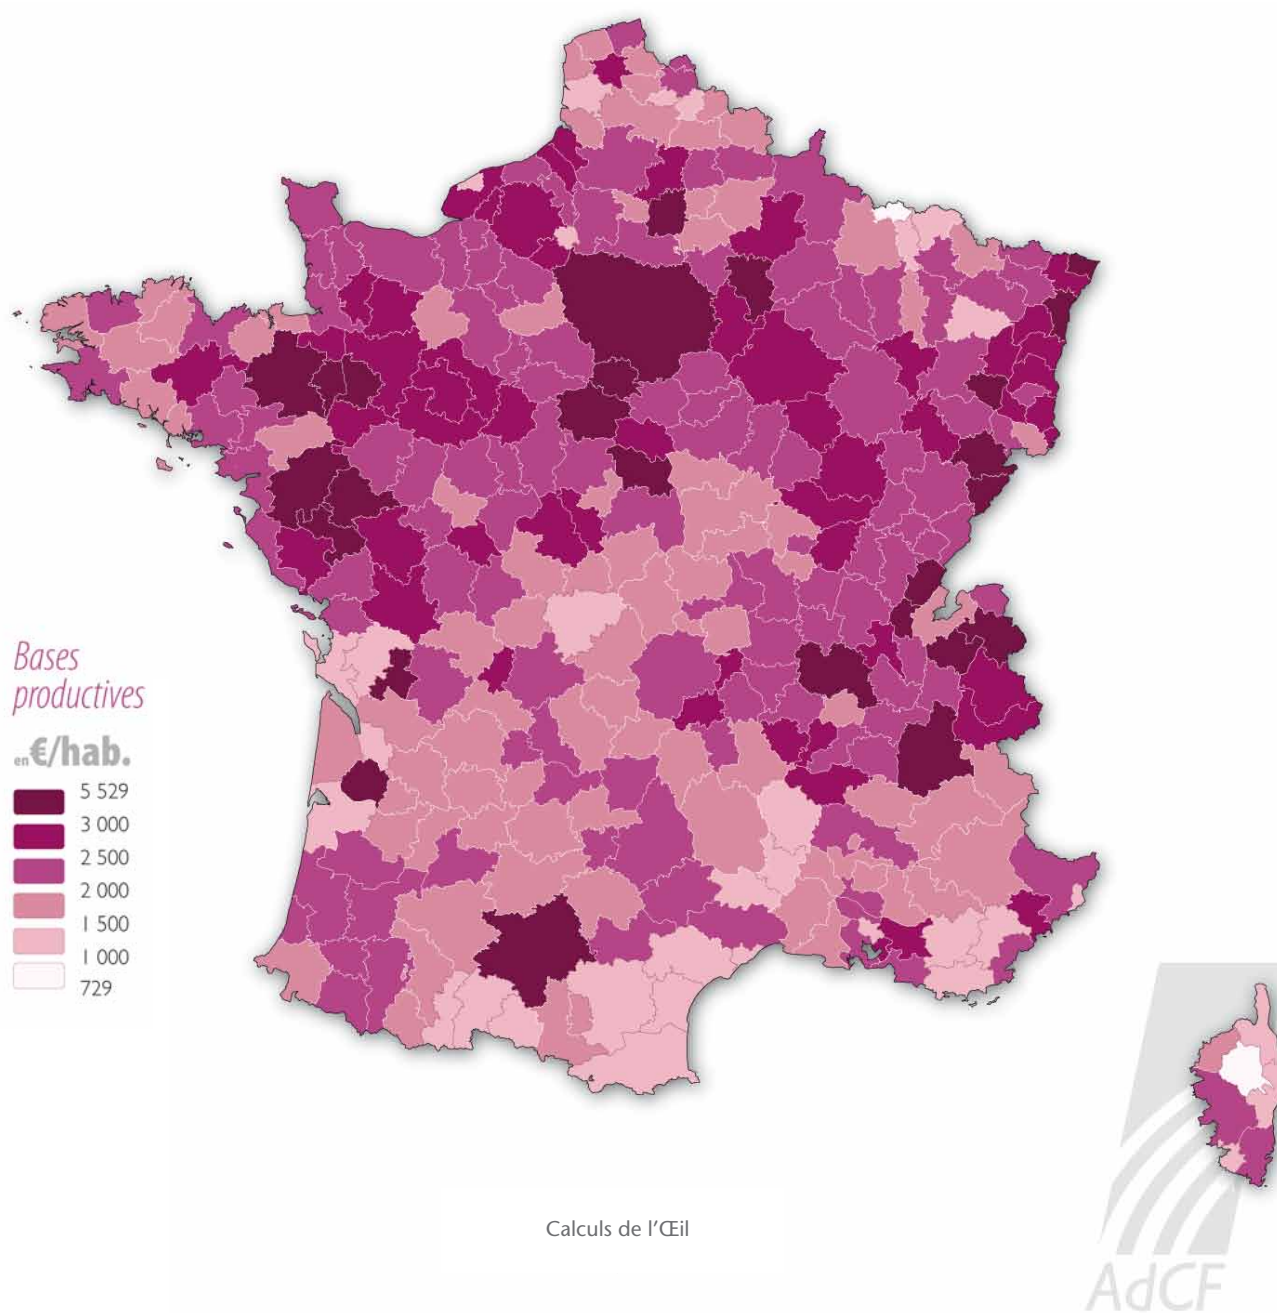 Bases
productives
en €/hab.
5 529
3 000
2 500
2 000
1 500
1 000
729
Calculs de l’Œil
AdCF